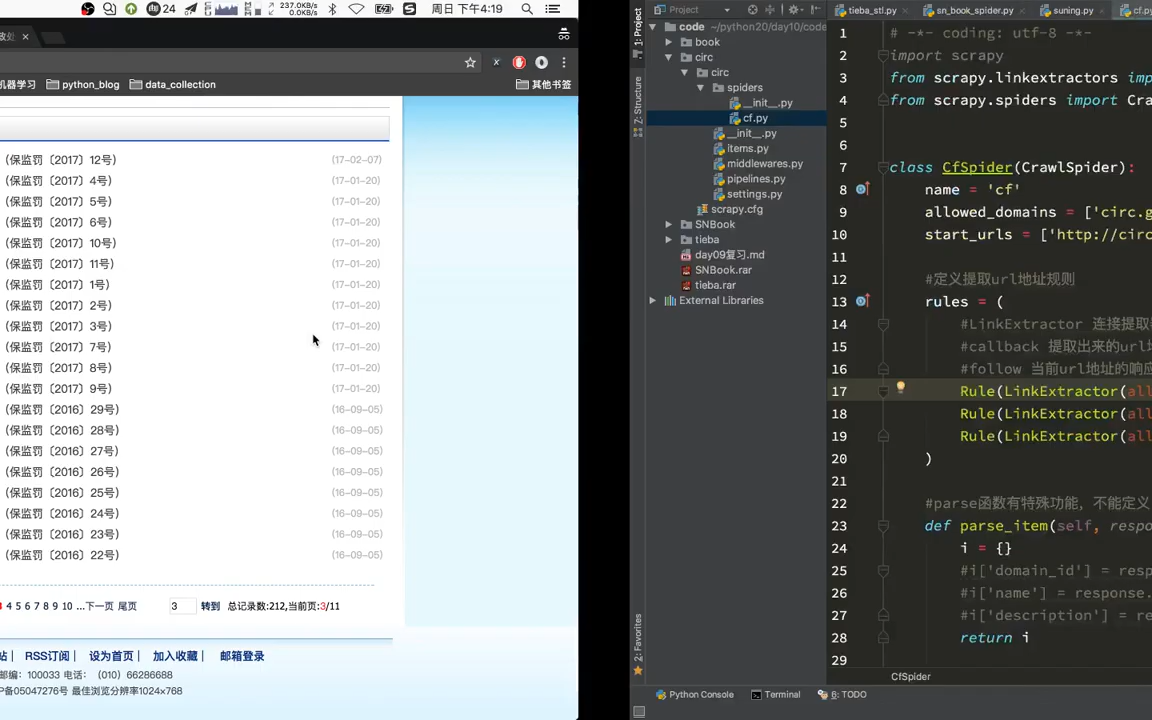 24
237.0KB/s
0.0KB/s
周日 下午4:19
机器学习
python_blog
data_collection
其他书签
(保监罚〔2017〕12号)
(17-02-07)
(保监罚〔2017〕4号)
(17-01-20)
(保监罚〔2017〕5号)
(17-01-20)
(保监罚〔2017〕6号)
(17-01-20)
(保监罚〔2017〕10号)
(17-01-20)
(保监罚〔2017〕11号)
(17-01-20)
(保监罚〔2017〕1号)
(17-01-20)
(保监罚〔2017〕2号)
(17-01-20)
(保监罚〔2017〕3号)
(17-01-20)
(保监罚〔2017〕7号)
(17-01-20)
(保监罚〔2017〕8号)
(17-01-20)
(保监罚〔2017〕9号)
(17-01-20)
(保监罚〔2016〕29号)
(16-09-05)
(保监罚〔2016〕28号)
(16-09-05)
(保监罚〔2016〕27号)
(16-09-05)
(保监罚〔2016〕26号)
(16-09-05)
(保监罚〔2016〕25号)
(16-09-05)
(保监罚〔2016〕24号)
(16-09-05)
(保监罚〔2016〕23号)
(16-09-05)
(保监罚〔2016〕22号)
(16-09-05)
4 5 6 7 8 9 10 ...下一页 尾页 3 转到 总记录数:212,当前页:3/11
站 | RSS订阅 | 设为首页 | 加入收藏 | 邮箱登录
邮编：100033 电话：（010）66286688
P备05047276号 最佳浏览分辨率1024×768
Project
1: Project
7: Structure
2: Favorites
code ~/python20/day10/code
book
circ
circ
spiders
__init__.py
cf.py
__init__.py
items.py
middlewares.py
pipelines.py
settings.py
scrapy.cfg
SNBook
tieba
day09复习.md
SNBook.rar
tieba.rar
External Libraries
tieba_stl.py
sn_book_spider.py
suning.py
cf.p
1 # -*- coding: utf-8 -*-
2 import scrapy
3 from scrapy.linkextractors imp
4 from scrapy.spiders import Cra
5
6
7 class CfSpider(CrawlSpider):
8 name = 'cf'
9 allowed_domains = ['circ.g
10 start_urls = ['http://circ
11
12 #定义提取url地址规则
13 rules = (
14 #LinkExtractor 连接提取
15 #callback 提取出来的url
16 #follow 当前url地址的响应
17 Rule(LinkExtractor(all
18 Rule(LinkExtractor(all
19 Rule(LinkExtractor(all
20 )
21
22 #parse函数有特殊功能，不能定义
23 def parse_item(self, respo
24 i = {}
25 #i['domain_id'] = resp
26 #i['name'] = response.
27 #i['description'] = re
28 return i
29
CfSpider
Python Console
Terminal
6: TODO